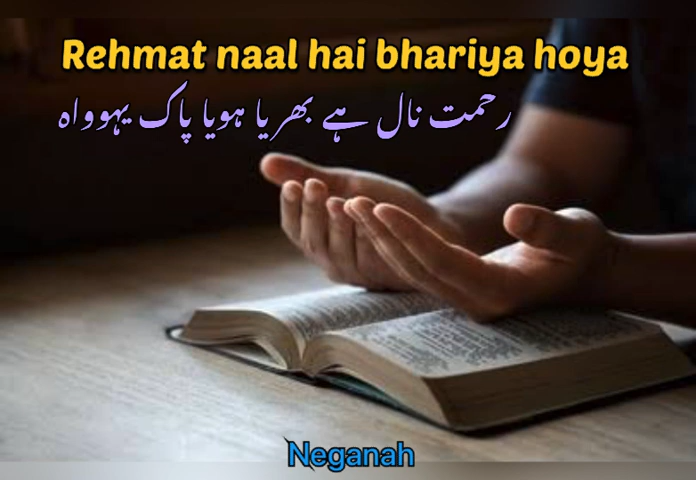 Rehmat naal hai bhariya hoya
رحمت نال ہے بھریا ہویا پاک یہوواہ
Neganah